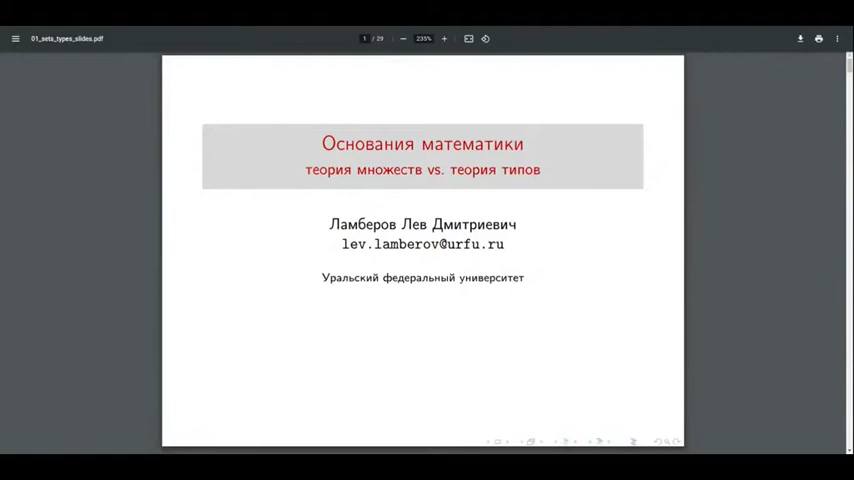 01_sets_types_slides.pdf
1 / 29
235%
Основания математики
теория множеств vs. теория типов
Ламберов Лев Дмитриевич
lev.lamberov@urfu.ru
Уральский федеральный университет